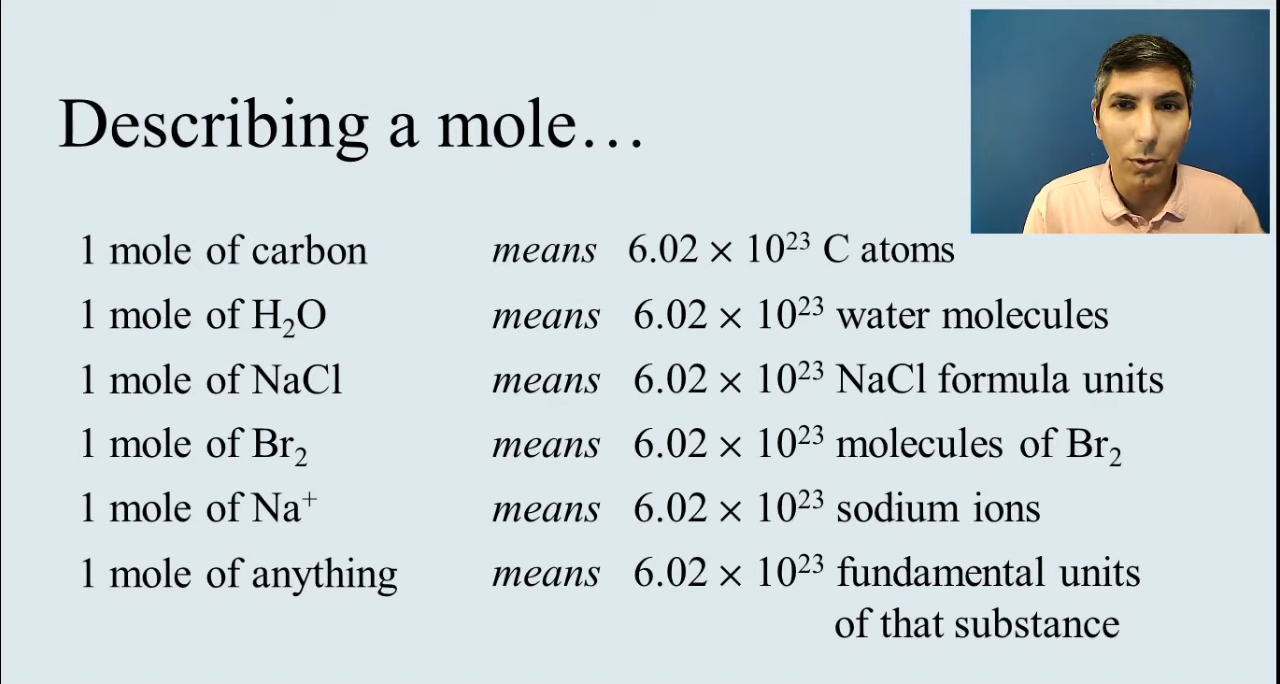 Describing a mole…
1 mole of carbon means 6.02 × 10²³ C atoms
1 mole of H₂O means 6.02 × 10²³ water molecules
1 mole of NaCl means 6.02 × 10²³ NaCl formula units
1 mole of Br₂ means 6.02 × 10²³ molecules of Br₂
1 mole of Na⁺ means 6.02 × 10²³ sodium ions
1 mole of anything means 6.02 × 10²³ fundamental units
of that substance